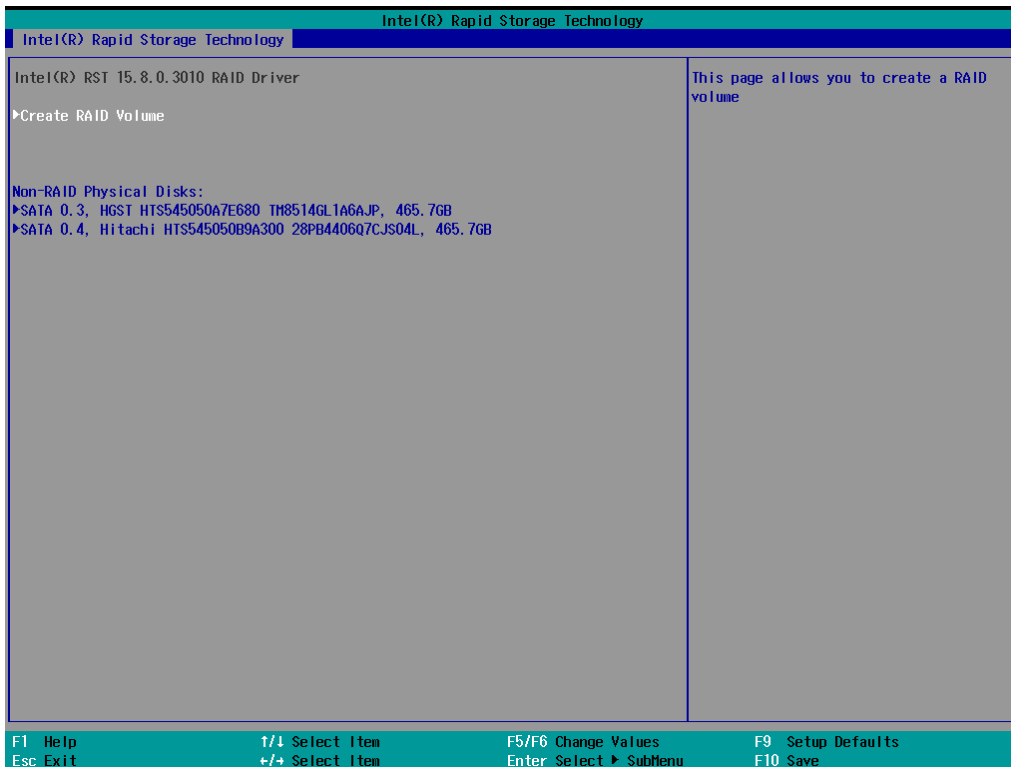 Intel(R) Rapid Storage Technology
Intel(R) Rapid Storage Technology
Intel(R) RST 15.8.0.3010 RAID Driver
This page allows you to create a RAID
volume
▶Create RAID Volume
Non-RAID Physical Disks:
▶SATA 0.3, HGST HTS545050A7E680 TM8514GL1A6AJP, 465.7GB
▶SATA 0.4, Hitachi HTS545050B9A300 28PB4406Q7CJS04L, 465.7GB
F1 Help ↑/↓ Select Item F5/F6 Change Values F9 Setup Defaults
Esc Exit ←/→ Select Item Enter Select ▶ SubMenu F10 Save